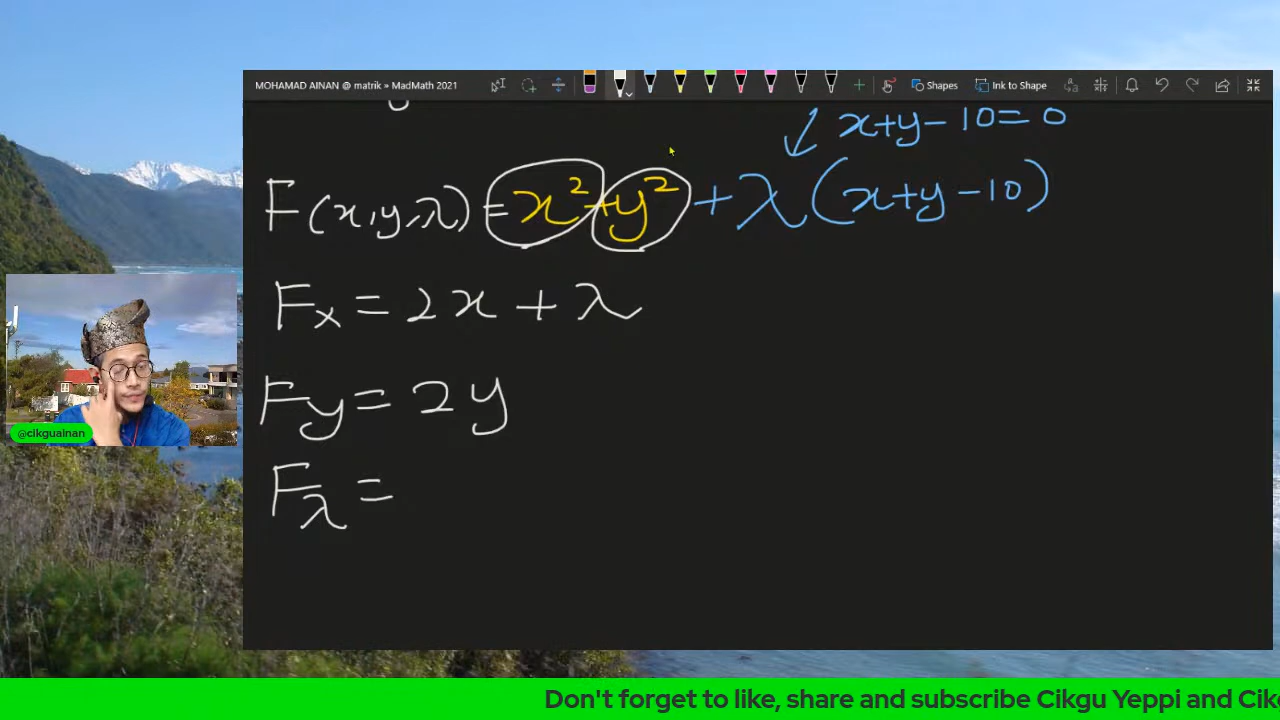 MOHAMAD AINAN @ matrik » MadMath 2021
Shapes
Ink to Shape
x+y-10=0
F(x,y,λ) = x²+y² + λ(x+y-10)
Fx = 2x + λ
Fy = 2y
Fλ =
@cikguainan
Don't forget to like, share and subscribe Cikgu Yeppi and Cik